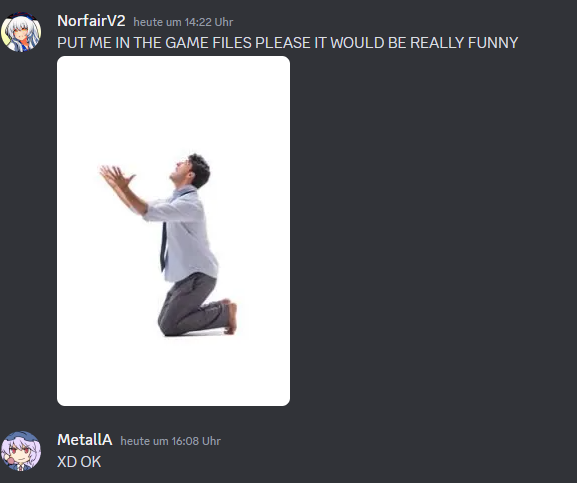 NorfairV2 heute um 14:22 Uhr
PUT ME IN THE GAME FILES PLEASE IT WOULD BE REALLY FUNNY
MetallA heute um 16:08 Uhr
XD OK